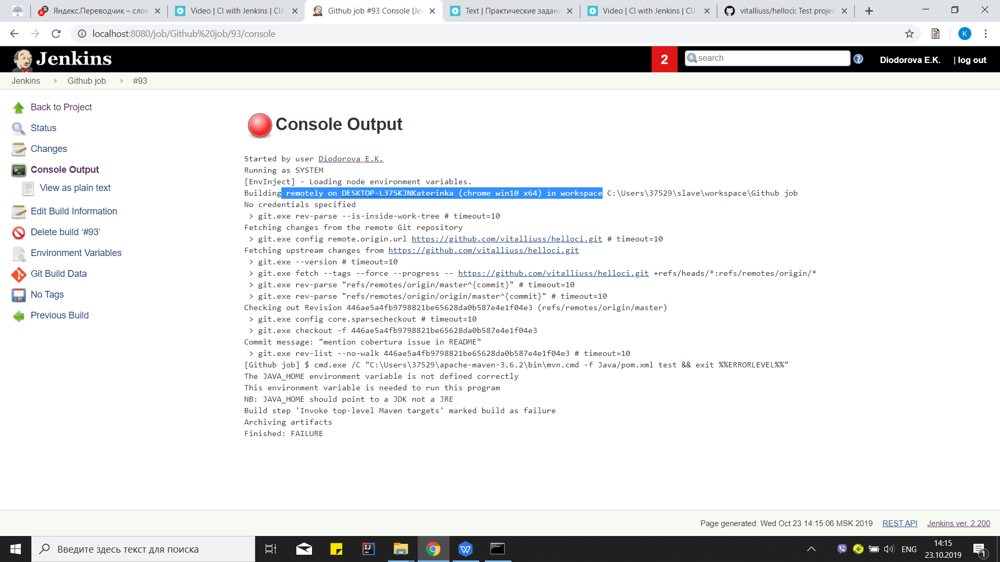 Яндекс.Переводчик – слов
Video | CI with Jenkins | CIJ
Github job #93 Console [Jen
Text | Практические задани
Video | CI with Jenkins | CIJ
vitalliuss/helloci: Test projec
localhost:8080/job/Github%20job/93/console
K
Jenkins
2
search
Diodorova E.K.
| log out
Jenkins
Github job
#93
Back to Project
Status
Changes
Console Output
View as plain text
Edit Build Information
Delete build ‘#93’
Environment Variables
Git Build Data
No Tags
Previous Build
Console Output
Started by user Diodorova E.K.
Running as SYSTEM
[EnvInject] - Loading node environment variables.
Building remotely on DESKTOP-L375KJNKaterinka (chrome win10 x64) in workspace C:\Users\37529\slave\workspace\Github job
No credentials specified
> git.exe rev-parse --is-inside-work-tree # timeout=10
Fetching changes from the remote Git repository
> git.exe config remote.origin.url https://github.com/vitalliuss/helloci.git # timeout=10
Fetching upstream changes from https://github.com/vitalliuss/helloci.git
> git.exe --version # timeout=10
> git.exe fetch --tags --force --progress -- https://github.com/vitalliuss/helloci.git +refs/heads/*:refs/remotes/origin/*
> git.exe rev-parse "refs/remotes/origin/master^{commit}" # timeout=10
> git.exe rev-parse "refs/remotes/origin/origin/master^{commit}" # timeout=10
Checking out Revision 446ae5a4fb9798821be65628da0b587e4e1f04e3 (refs/remotes/origin/master)
> git.exe config core.sparsecheckout # timeout=10
> git.exe checkout -f 446ae5a4fb9798821be65628da0b587e4e1f04e3
Commit message: "mention cobertura issue in README"
> git.exe rev-list --no-walk 446ae5a4fb9798821be65628da0b587e4e1f04e3 # timeout=10
[Github job] $ cmd.exe /C "C:\Users\37529\apache-maven-3.6.2\bin\mvn.cmd -f Java/pom.xml test && exit %%ERRORLEVEL%%"
The JAVA_HOME environment variable is not defined correctly
This environment variable is needed to run this program
NB: JAVA_HOME should point to a JDK not a JRE
Build step 'Invoke top-level Maven targets' marked build as failure
Archiving artifacts
Finished: FAILURE
Page generated: Wed Oct 23 14:15:06 MSK 2019
REST API
Jenkins ver. 2.200
Введите здесь текст для поиска
ENG
14:15
23.10.2019
1